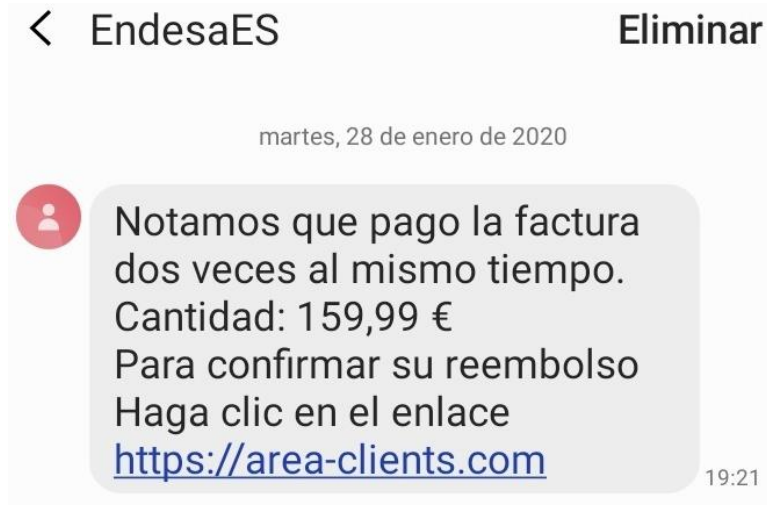 EndesaES
Eliminar
martes, 28 de enero de 2020
Notamos que pago la factura
dos veces al mismo tiempo.
Cantidad: 159,99 €
Para confirmar su reembolso
Haga clic en el enlace
https://area-clients.com
19:21